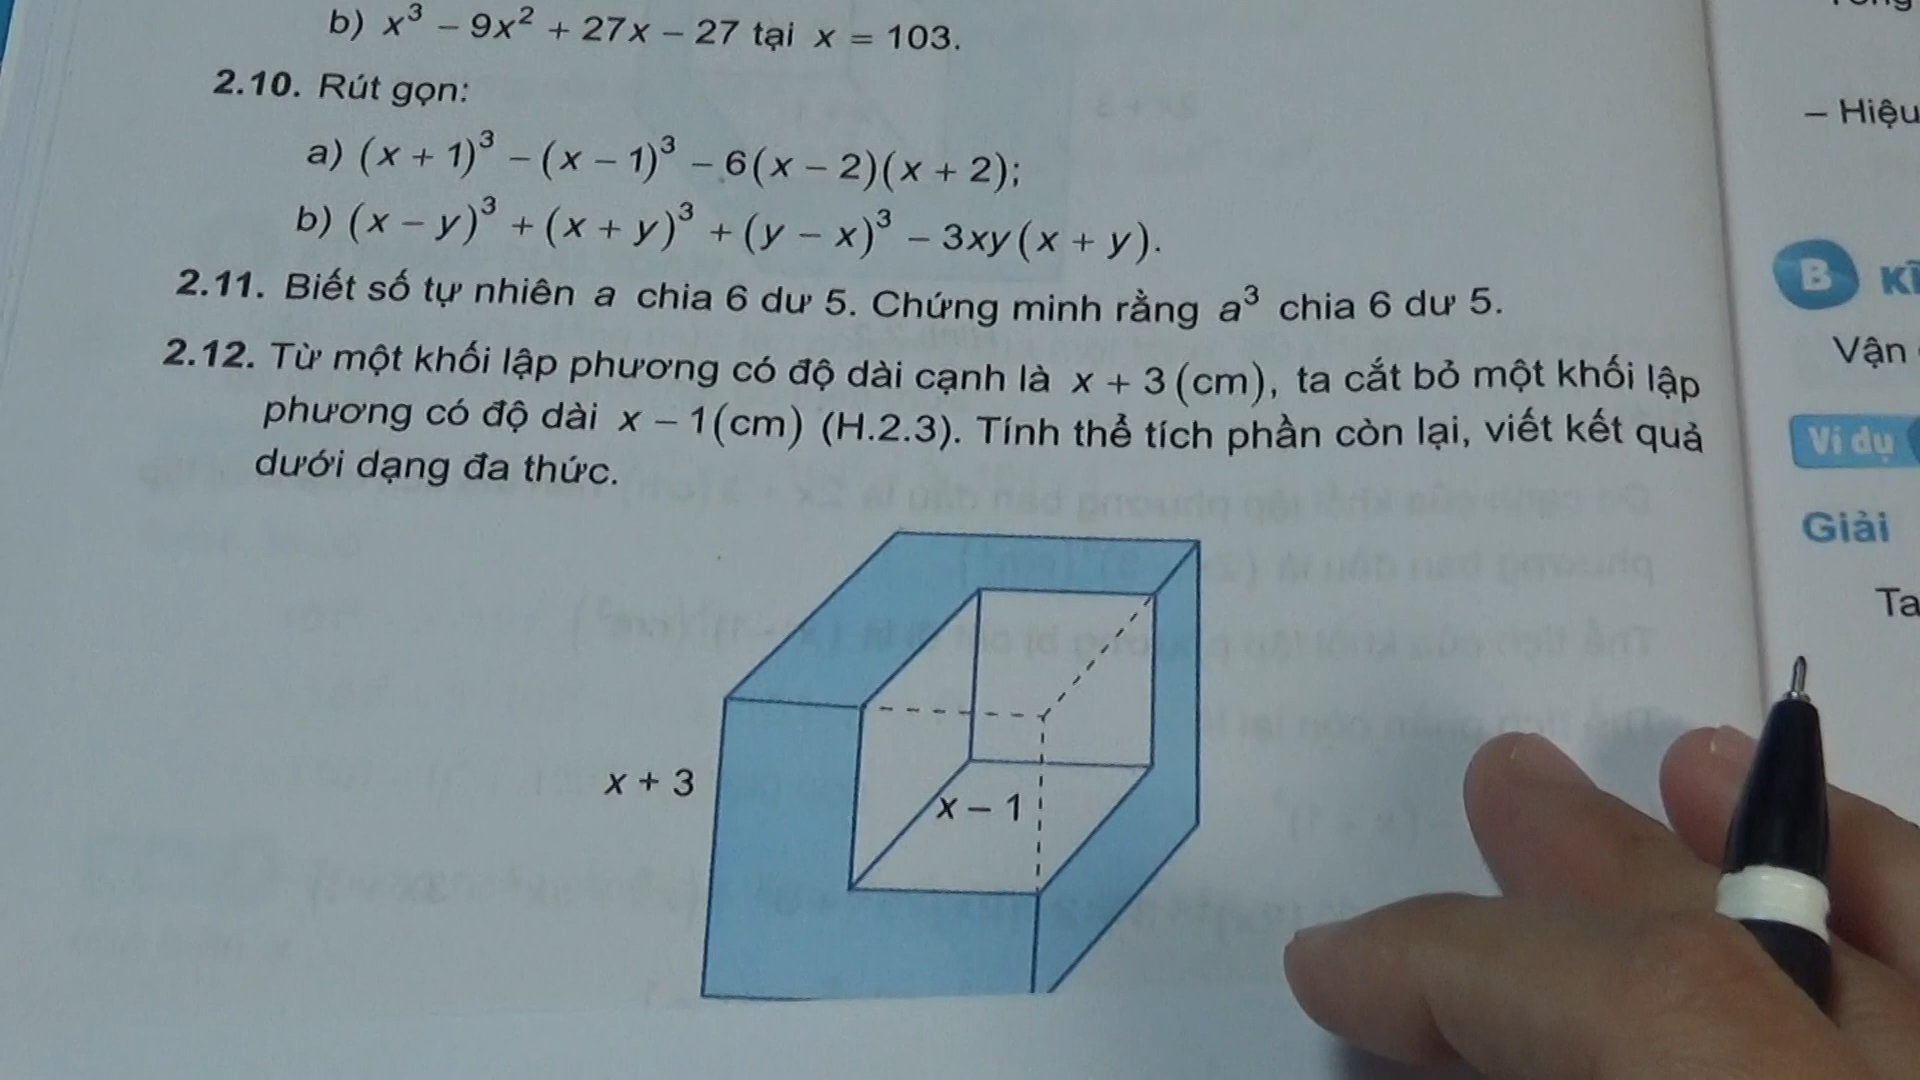 b) x³ − 9x² + 27x − 27 tại x = 103.
2.10. Rút gọn:
a) (x + 1)³ − (x − 1)³ − 6(x − 2)(x + 2);
b) (x − y)³ + (x + y)³ + (y − x)³ − 3xy(x + y).
2.11. Biết số tự nhiên a chia 6 dư 5. Chứng minh rằng a³ chia 6 dư 5.
2.12. Từ một khối lập phương có độ dài cạnh là x + 3 (cm), ta cắt bỏ một khối lập
phương có độ dài x − 1(cm) (H.2.3). Tính thể tích phần còn lại, viết kết quả
dưới dạng đa thức.
x + 3
x − 1
– Hiệu
B
Vận
Ví dụ
Giải
Ta